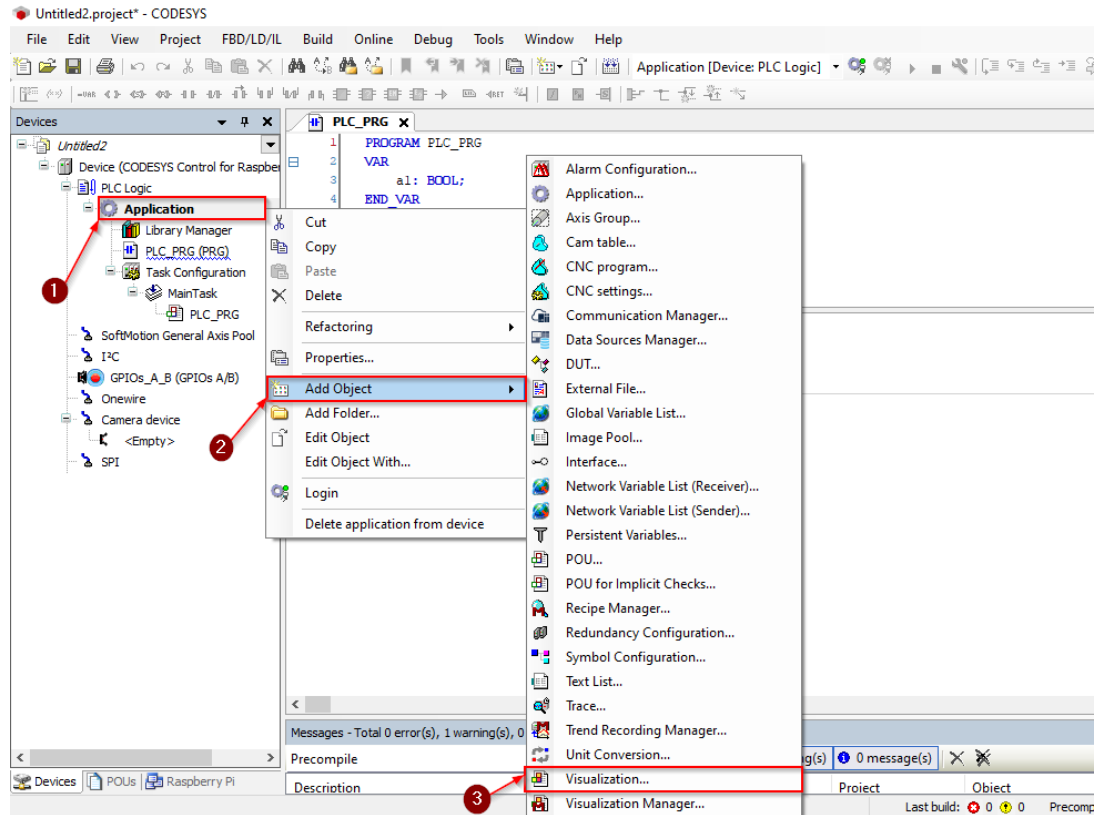 Untitled2.project* - CODESYS
File Edit View Project FBD/LD/IL Build Online Debug Tools Window Help
Application [Device: PLC Logic]
Devices
Untitled2
Device (CODESYS Control for Raspber
PLC Logic
Application
Library Manager
PLC_PRG (PRG)
Task Configuration
MainTask
PLC_PRG
SoftMotion General Axis Pool
I²C
GPIOs_A_B (GPIOs A/B)
Onewire
Camera device
<Empty>
SPI
1
2
3
PLC_PRG X
1 PROGRAM PLC_PRG
2 VAR
3 a1: BOOL;
4 END_VAR
Cut
Copy
Paste
Delete
Refactoring
Properties...
Add Object
Add Folder...
Edit Object
Edit Object With...
Login
Delete application from device
Alarm Configuration...
Application...
Axis Group...
Cam table...
CNC program...
CNC settings...
Communication Manager...
Data Sources Manager...
DUT...
External File...
Global Variable List...
Image Pool...
Interface...
Network Variable List (Receiver)...
Network Variable List (Sender)...
Persistent Variables...
POU...
POU for Implicit Checks...
Recipe Manager...
Redundancy Configuration...
Symbol Configuration...
Text List...
Trace...
Trend Recording Manager...
Unit Conversion...
Visualization...
Visualization Manager...
Messages - Total 0 error(s), 1 warning(s), 0
Precompile
ng(s) 0 message(s)
Description Project Object
Devices POUs Raspberry Pi
Last build: 0 0 Precomp